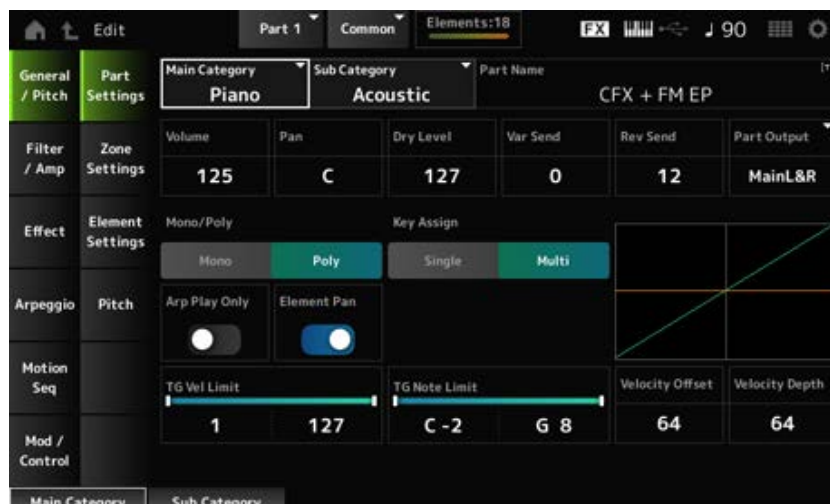 Edit
Part 1
Common
Elements:18
FX
♩ 90
General
/ Pitch
Part
Settings
Main Category
Piano
Sub Category
Acoustic
Part Name
CFX + FM EP
Filter
/ Amp
Zone
Settings
Volume
125
Pan
C
Dry Level
127
Var Send
0
Rev Send
12
Part Output
MainL&R
Effect
Element
Settings
Mono/Poly
Mono
Poly
Key Assign
Single
Multi
Arpeggio
Pitch
Arp Play Only
Element Pan
Motion
Seq
TG Vel Limit
1
127
TG Note Limit
C -2
G 8
Velocity Offset
64
Velocity Depth
64
Mod /
Control
Main Category
Sub Category